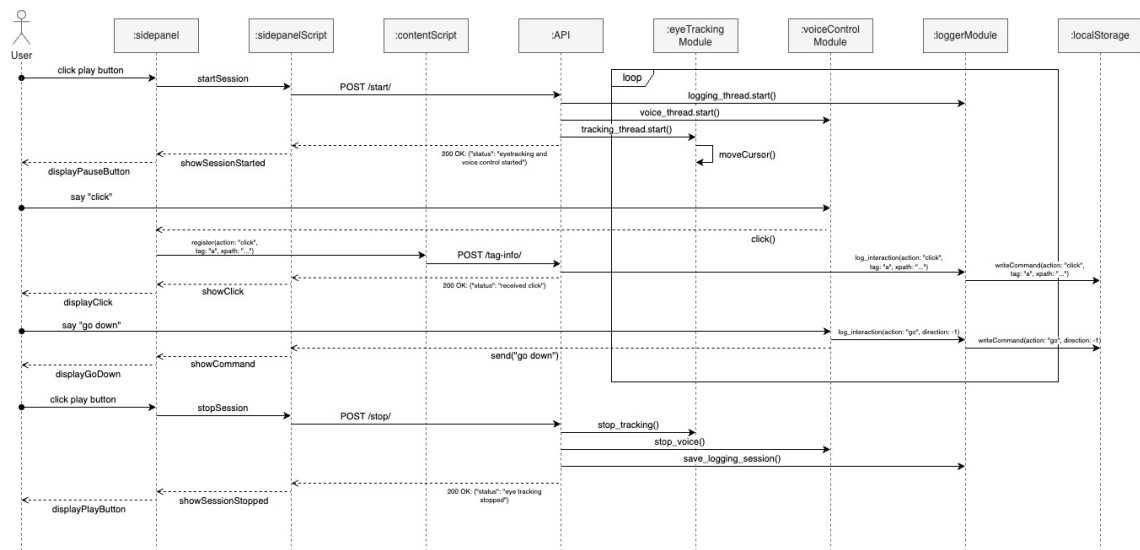 :sidepanel
:sidepanelScript
:contentScript
:API
:eyeTracking
Module
:voiceControl
Module
:loggerModule
:localStorage
User
click play button
startSession
POST /start/
loop
logging_thread.start()
voice_thread.start()
tracking_thread.start()
moveCursor()
200 OK: {"status": "eyetracking and
voice control started"}
showSessionStarted
displayPauseButton
say "click"
click()
register(action: "click",
tag: "a", xpath: "...")
POST /tag-info/
log_interaction(action: "click",
tag: "a", xpath: "...")
writeCommand(action: "click",
tag: "a", xpath: "...")
200 OK: {"status": "received click"}
showClick
displayClick
say "go down"
log_interaction(action: "go", direction: -1)
writeCommand(action: "go", direction: -1)
send("go down")
showCommand
displayGoDown
click play button
stopSession
POST /stop/
stop_tracking()
stop_voice()
save_logging_session()
200 OK: {"status": "eye tracking
stopped"}
showSessionStopped
displayPlayButton